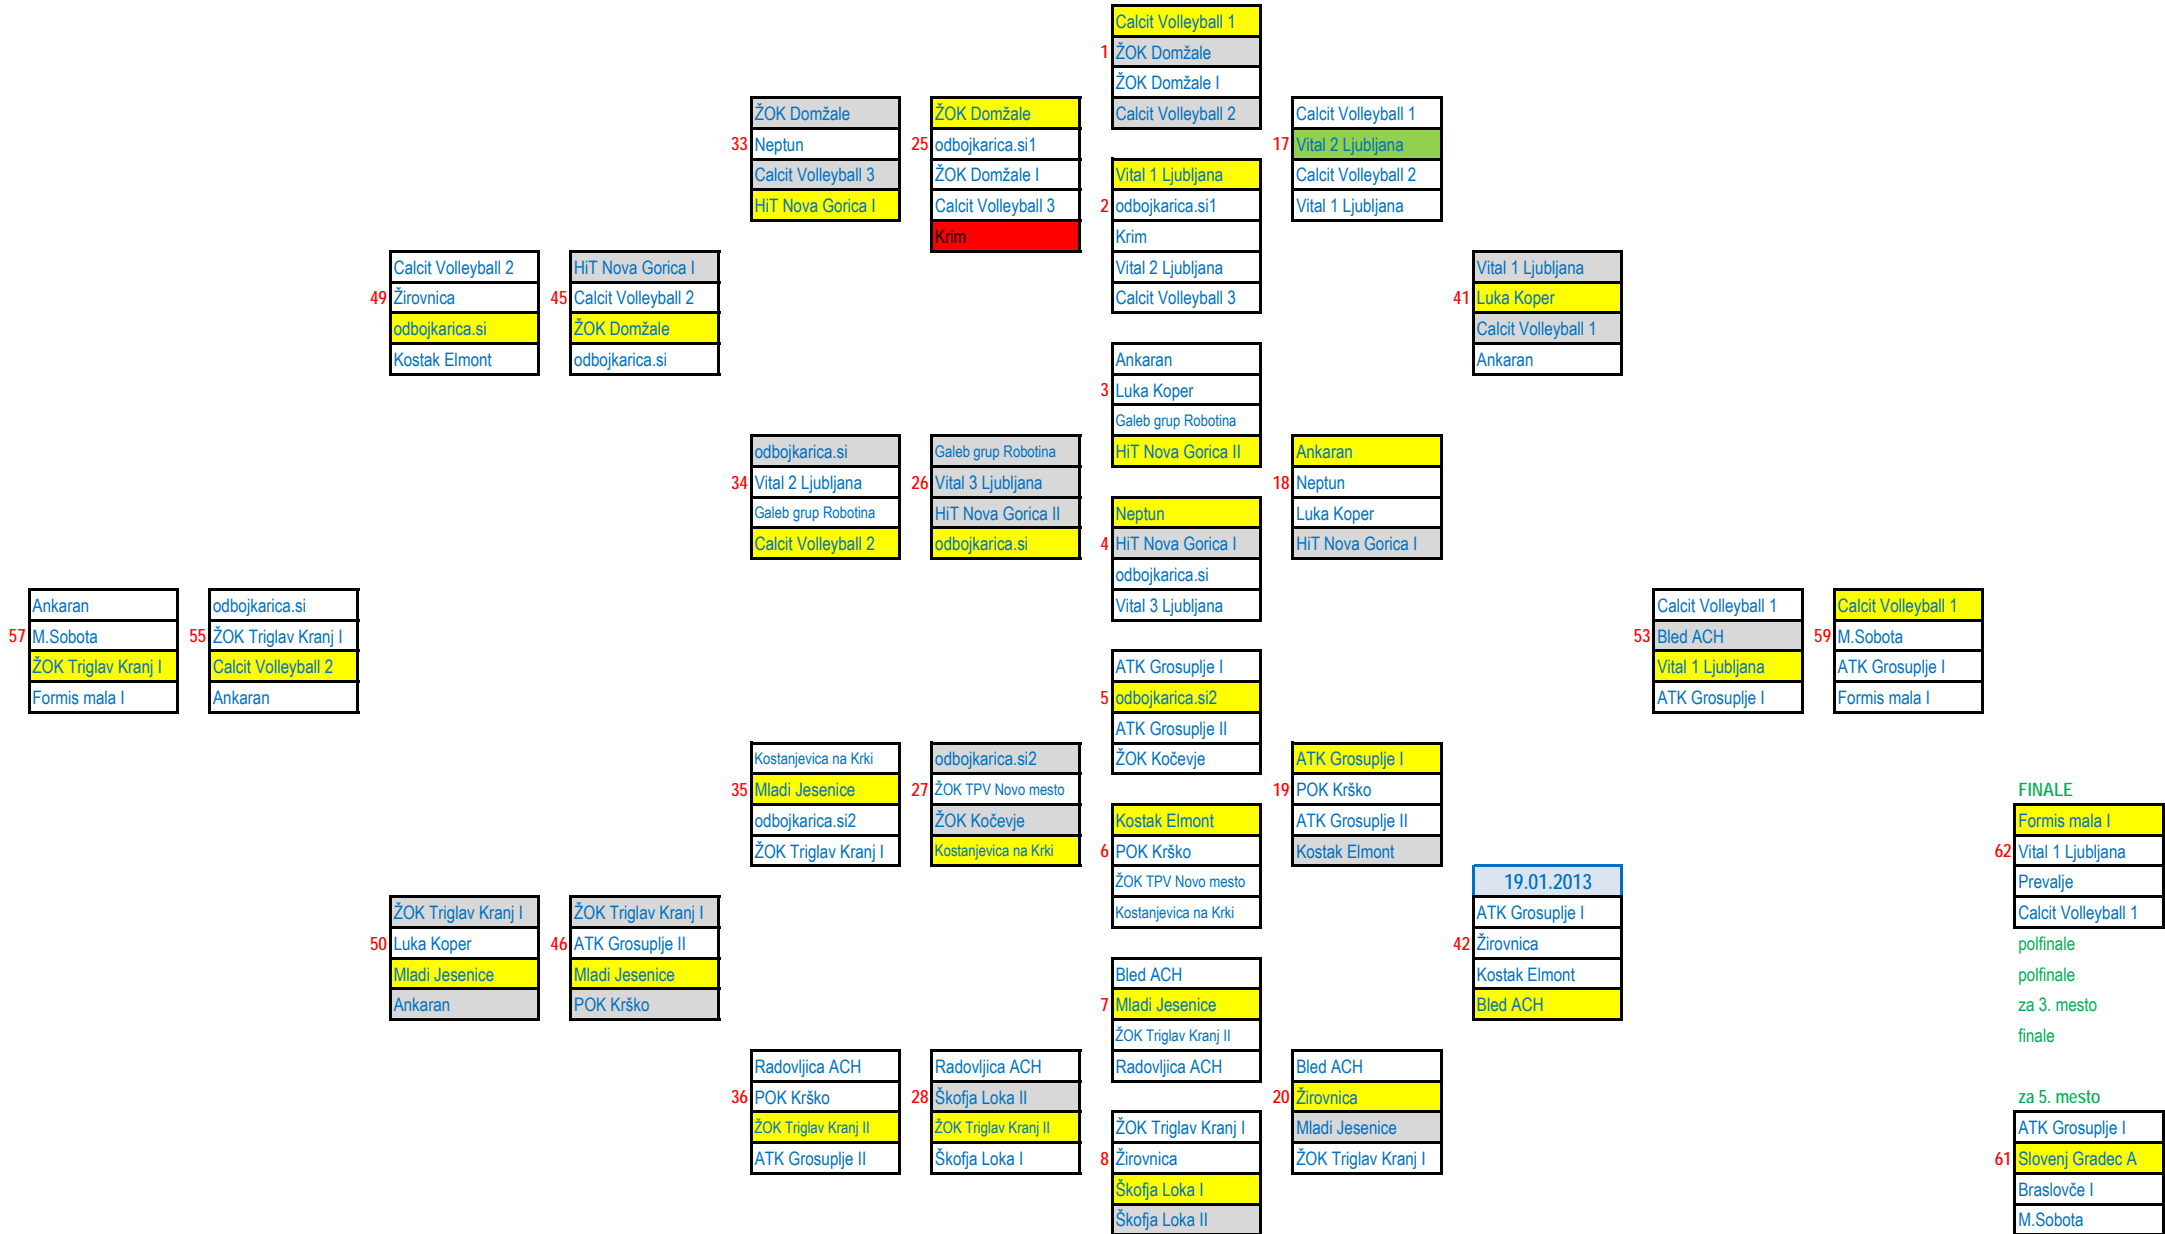 Calcit Volleyball 1
1 ŽOK Domžale
ŽOK Domžale I
Calcit Volleyball 2
ŽOK Domžale
33 Neptun
Calcit Volleyball 3
HiT Nova Gorica I
ŽOK Domžale
25 odbojkarica.si1
ŽOK Domžale I
Calcit Volleyball 3
Krim
Calcit Volleyball 1
17 Vital 2 Ljubljana
Calcit Volleyball 2
Vital 1 Ljubljana
Vital 1 Ljubljana
2 odbojkarica.si1
Krim
Vital 2 Ljubljana
Calcit Volleyball 3
Calcit Volleyball 2
49 Žirovnica
odbojkarica.si
Kostak Elmont
HiT Nova Gorica I
45 Calcit Volleyball 2
ŽOK Domžale
odbojkarica.si
Vital 1 Ljubljana
41 Luka Koper
Calcit Volleyball 1
Ankaran
Ankaran
3 Luka Koper
Galeb grup Robotina
HiT Nova Gorica II
odbojkarica.si
34 Vital 2 Ljubljana
Galeb grup Robotina
Calcit Volleyball 2
Galeb grup Robotina
26 Vital 3 Ljubljana
HiT Nova Gorica II
odbojkarica.si
Ankaran
18 Neptun
Luka Koper
HiT Nova Gorica I
Neptun
4 HiT Nova Gorica I
odbojkarica.si
Vital 3 Ljubljana
Ankaran
57 M.Sobota
ŽOK Triglav Kranj I
Formis mala I
odbojkarica.si
55 ŽOK Triglav Kranj I
Calcit Volleyball 2
Ankaran
Calcit Volleyball 1
53 Bled ACH
Vital 1 Ljubljana
ATK Grosuplje I
Calcit Volleyball 1
59 M.Sobota
ATK Grosuplje I
Formis mala I
ATK Grosuplje I
5 odbojkarica.si2
ATK Grosuplje II
ŽOK Kočevje
Kostanjevica na Krki
35 Mladi Jesenice
odbojkarica.si2
ŽOK Triglav Kranj I
odbojkarica.si2
27 ŽOK TPV Novo mesto
ŽOK Kočevje
Kostanjevica na Krki
ATK Grosuplje I
19 POK Krško
ATK Grosuplje II
Kostak Elmont
Kostak Elmont
6 POK Krško
ŽOK TPV Novo mesto
Kostanjevica na Krki
FINALE
Formis mala I
62 Vital 1 Ljubljana
Prevalje
Calcit Volleyball 1
polfinale
polfinale
za 3. mesto
finale
ŽOK Triglav Kranj I
50 Luka Koper
Mladi Jesenice
Ankaran
ŽOK Triglav Kranj I
46 ATK Grosuplje II
Mladi Jesenice
POK Krško
19.01.2013
ATK Grosuplje I
42 Žirovnica
Kostak Elmont
Bled ACH
Bled ACH
7 Mladi Jesenice
ŽOK Triglav Kranj II
Radovljica ACH
Radovljica ACH
36 POK Krško
ŽOK Triglav Kranj II
ATK Grosuplje II
Radovljica ACH
28 Škofja Loka II
ŽOK Triglav Kranj II
Škofja Loka I
Bled ACH
20 Žirovnica
Mladi Jesenice
ŽOK Triglav Kranj I
ŽOK Triglav Kranj I
8 Žirovnica
Škofja Loka I
Škofja Loka II
za 5. mesto
ATK Grosuplje I
61 Slovenj Gradec A
Braslovče I
M.Sobota